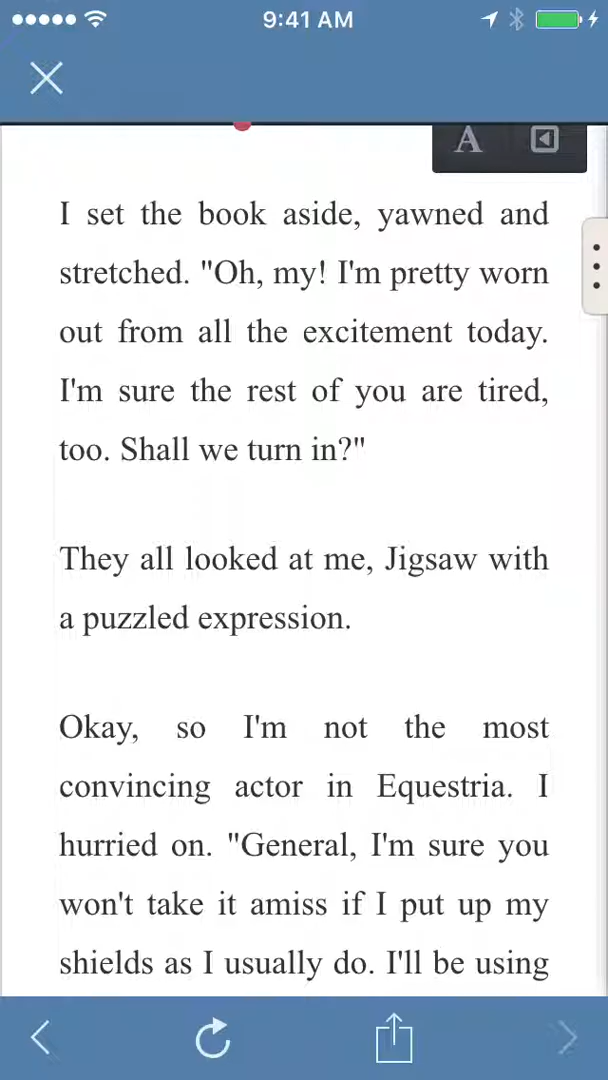 9:41 AM
A
I set the book aside, yawned and
stretched. "Oh, my! I'm pretty worn
out from all the excitement today.
I'm sure the rest of you are tired,
too. Shall we turn in?"
They all looked at me, Jigsaw with
a puzzled expression.
Okay, so I'm not the most
convincing actor in Equestria. I
hurried on. "General, I'm sure you
won't take it amiss if I put up my
shields as I usually do. I'll be using